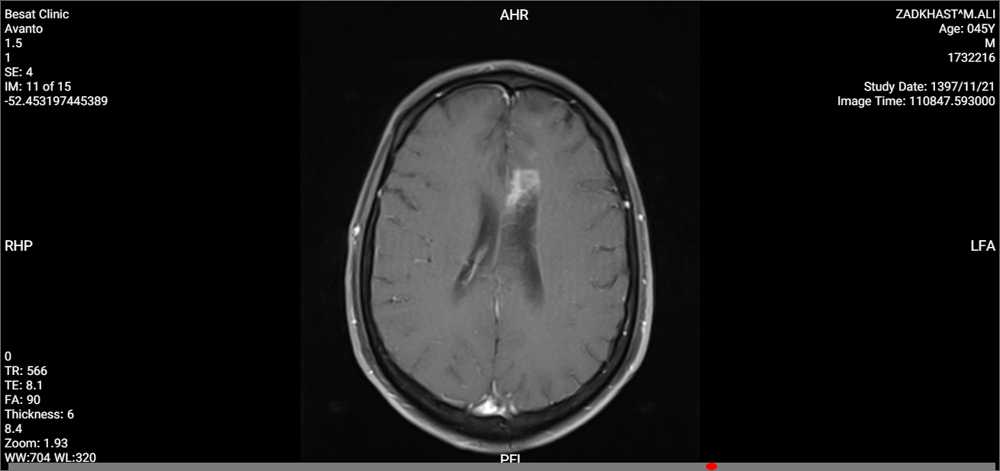 Besat Clinic
Avanto
1.5
1
SE: 4
IM: 11 of 15
-52.453197445389
AHR
ZADKHAST^M.ALI
Age: 045Y
M
1732216
Study Date: 1397/11/21
Image Time: 110847.593000
RHP
LFA
0
TR: 566
TE: 8.1
FA: 90
Thickness: 6
8.4
Zoom: 1.93
WW:704 WL:320